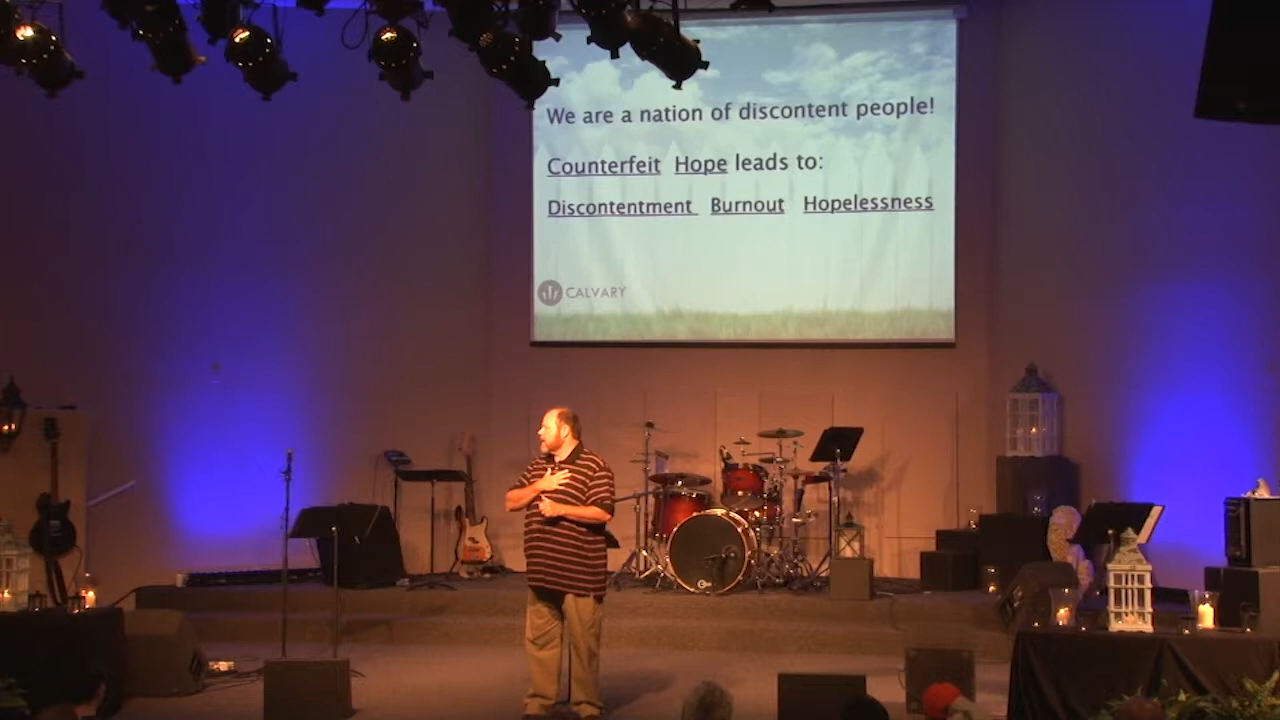 We are a nation of discontent people!
Counterfeit Hope leads to:
Discontentment Burnout Hopelessness
CALVARY